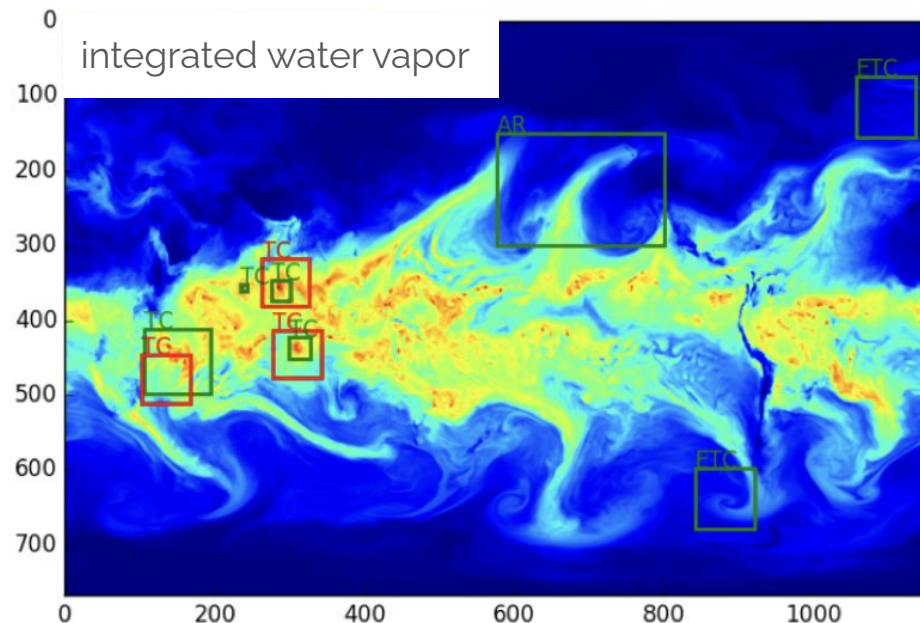 0
integrated water vapor
100
ETC
AR
200
300
TC
TC TC
400
TC TC
TC
TC
500
600
ETC
700
0 200 400 600 800 1000